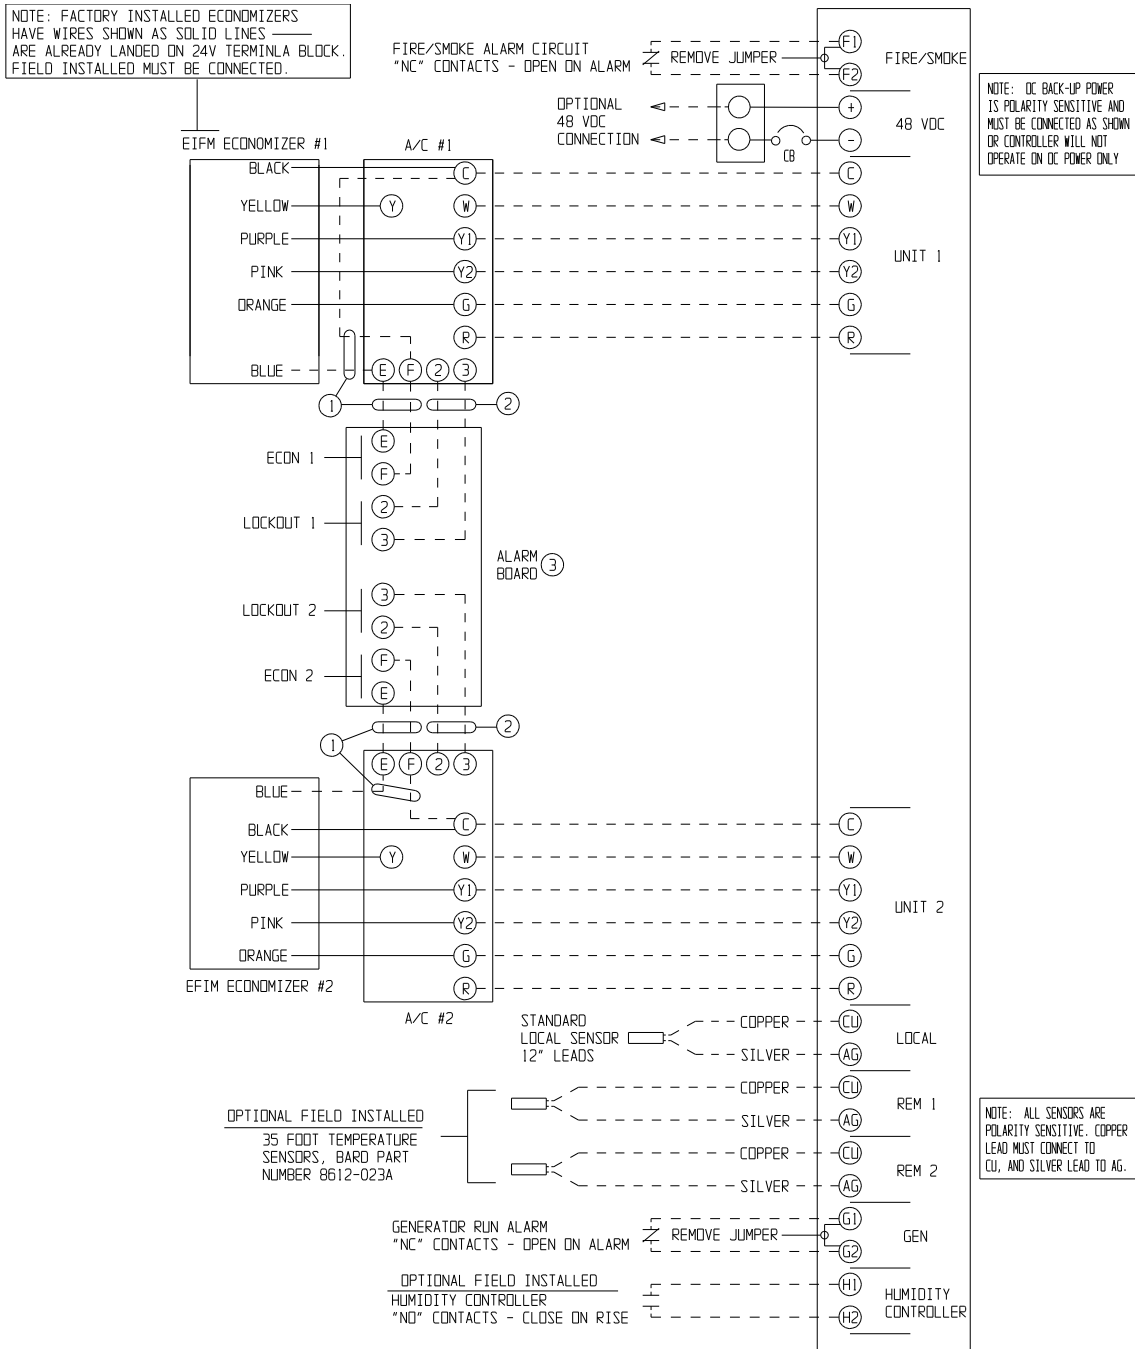 NOTE: FACTORY INSTALLED ECONOMIZERS
HAVE WIRES SHOWN AS SOLID LINES
ARE ALREADY LANDED ON 24V TERMINLA BLOCK.
FIELD INSTALLED MUST BE CONNECTED.
FIRE/SMOKE ALARM CIRCUIT
"NC" CONTACTS - OPEN ON ALARM
REMOVE JUMPER
F1
F2
FIRE/SMOKE
OPTIONAL
48 VDC
CONNECTION
CB
+
-
48 VDC
NOTE: DC BACK-UP POWER
IS POLARITY SENSITIVE AND
MUST BE CONNECTED AS SHOWN
OR CONTROLLER WILL NOT
OPERATE ON DC POWER ONLY
EIFM ECONOMIZER #1
A/C #1
BLACK
C
C
YELLOW
Y
W
W
PURPLE
Y1
Y1
UNIT 1
PINK
Y2
Y2
ORANGE
G
G
R
R
BLUE
E
F
2
3
1
2
ECON 1
E
F
LOCKOUT 1
2
3
ALARM
BOARD
3
LOCKOUT 2
3
2
ECON 2
F
E
1
2
E
F
2
3
BLUE
BLACK
C
C
YELLOW
Y
W
W
PURPLE
Y1
Y1
UNIT 2
PINK
Y2
Y2
ORANGE
G
G
EFIM ECONOMIZER #2
R
R
A/C #2
STANDARD
LOCAL SENSOR
12" LEADS
COPPER
CU
SILVER
AG
LOCAL
OPTIONAL FIELD INSTALLED
35 FOOT TEMPERATURE
SENSORS, BARD PART
NUMBER 8612-023A
COPPER
CU
SILVER
AG
REM 1
COPPER
CU
SILVER
AG
REM 2
NOTE: ALL SENSORS ARE
POLARITY SENSITIVE. COPPER
LEAD MUST CONNECT TO
CU, AND SILVER LEAD TO AG.
GENERATOR RUN ALARM
"NC" CONTACTS - OPEN ON ALARM
REMOVE JUMPER
G1
G2
GEN
OPTIONAL FIELD INSTALLED
HUMIDITY CONTROLLER
"NO" CONTACTS - CLOSE ON RISE
H1
H2
HUMIDITY
CONTROLLER